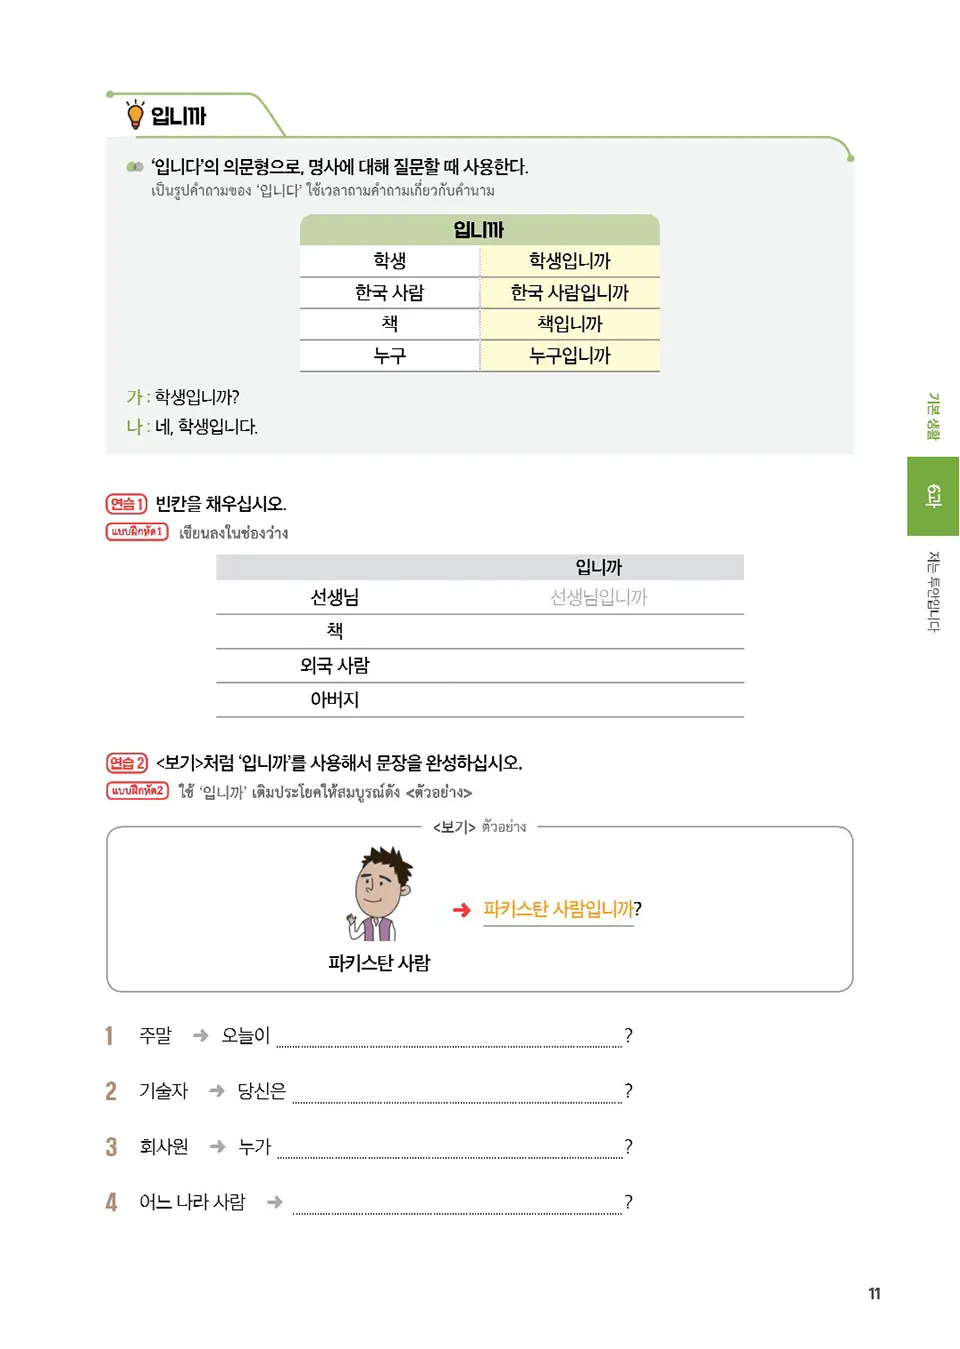 입니까
‘입니다’의 의문형으로, 명사에 대해 질문할 때 사용한다.
เป็นรูปคำถามของ ‘입니다’ ใช้เวลาถามคำถามเกี่ยวกับคำนาม
입니까
학생 학생입니까
한국 사람 한국 사람입니까
책 책입니까
누구 누구입니까
가 : 학생입니까?
나 : 네, 학생입니다.
연습 1 빈칸을 채우십시오.
แบบฝึกหัด1 เขียนลงในช่องว่าง
입니까
선생님 선생님입니까
책
외국 사람
아버지
연습 2 <보기>처럼 ‘입니까’를 사용해서 문장을 완성하십시오.
แบบฝึกหัด2 ใช้ ‘입니까’ เติมประโยคให้สมบูรณ์ดัง <ตัวอย่าง>
<보기> ตัวอย่าง
→ 파키스탄 사람입니까?
파키스탄 사람
1 주말 → 오늘이 ?
2 기술자 → 당신은 ?
3 회사원 → 누가 ?
4 어느 나라 사람 → ?
기본 생활
6과
저는 투안입니다
11